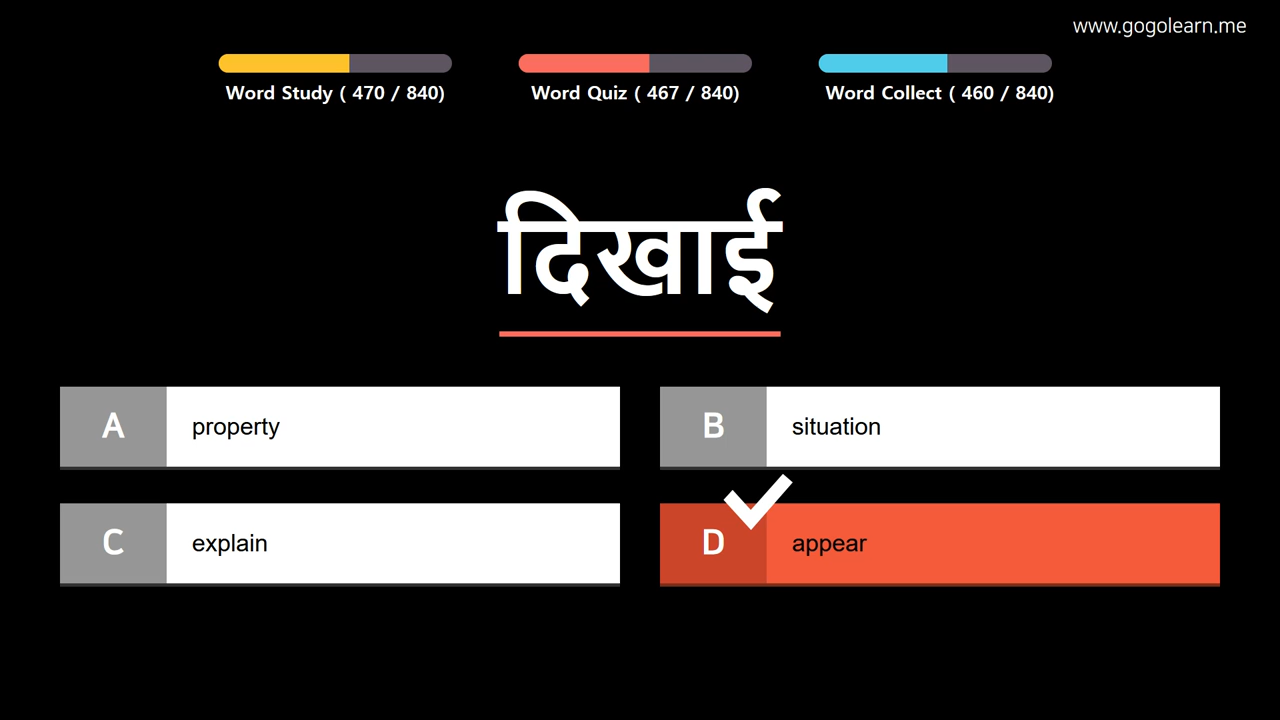 www.gogolearn.me
Word Study ( 470 / 840)
Word Quiz ( 467 / 840)
Word Collect ( 460 / 840)
दिखाई
A property
B situation
C explain
D appear